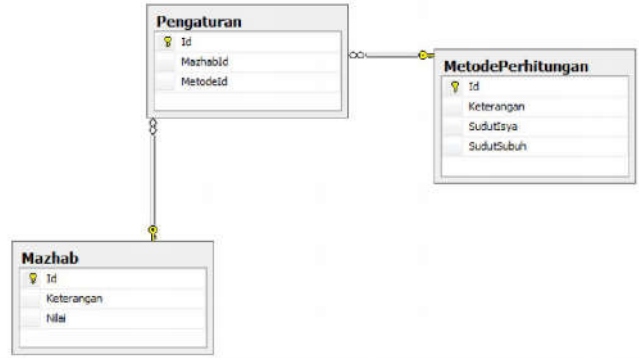 Pengaturan
Id
MazhabId
MetodeId
MetodePerhitungan
Id
Keterangan
SudutIsya
SudutSubuh
Mazhab
Id
Keterangan
Nilai